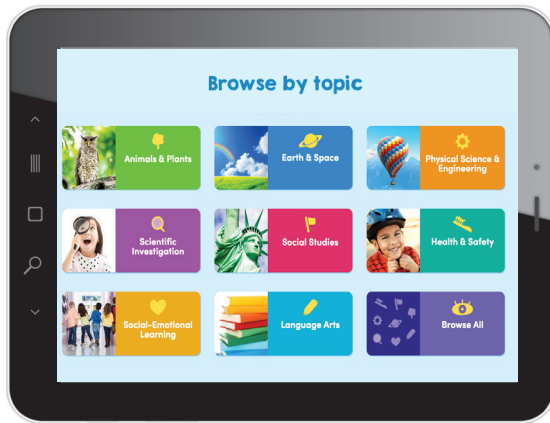 Browse by topic
Animals & Plants
Earth & Space
Physical Science &
Engineering
Scientific
Investigation
Social Studies
Health & Safety
Social-Emotional
Learning
Language Arts
Browse All